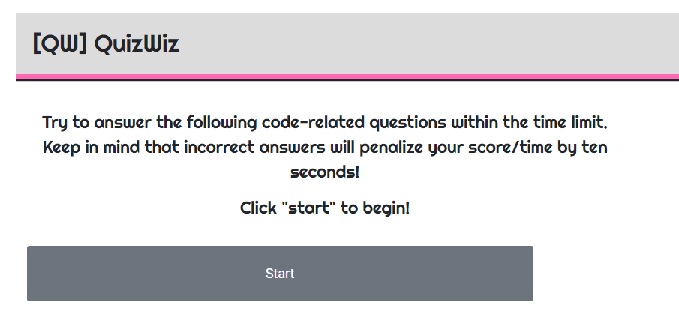 [QW] QuizWiz
Try to answer the following code-related questions within the time limit.
Keep in mind that incorrect answers will penalize your score/time by ten
seconds!
Click "start" to begin!
Start